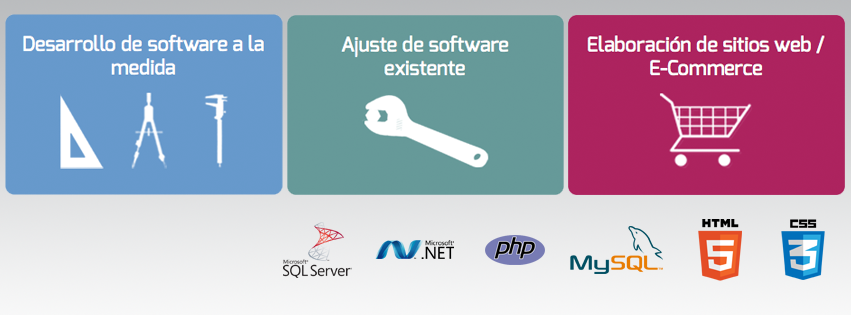 Desarrollo de software a la
medida
Ajuste de software
existente
Elaboración de sitios web /
E-Commerce
Microsoft
SQL Server
Microsoft
.NET
php
MySQL
HTML
5
CSS
3